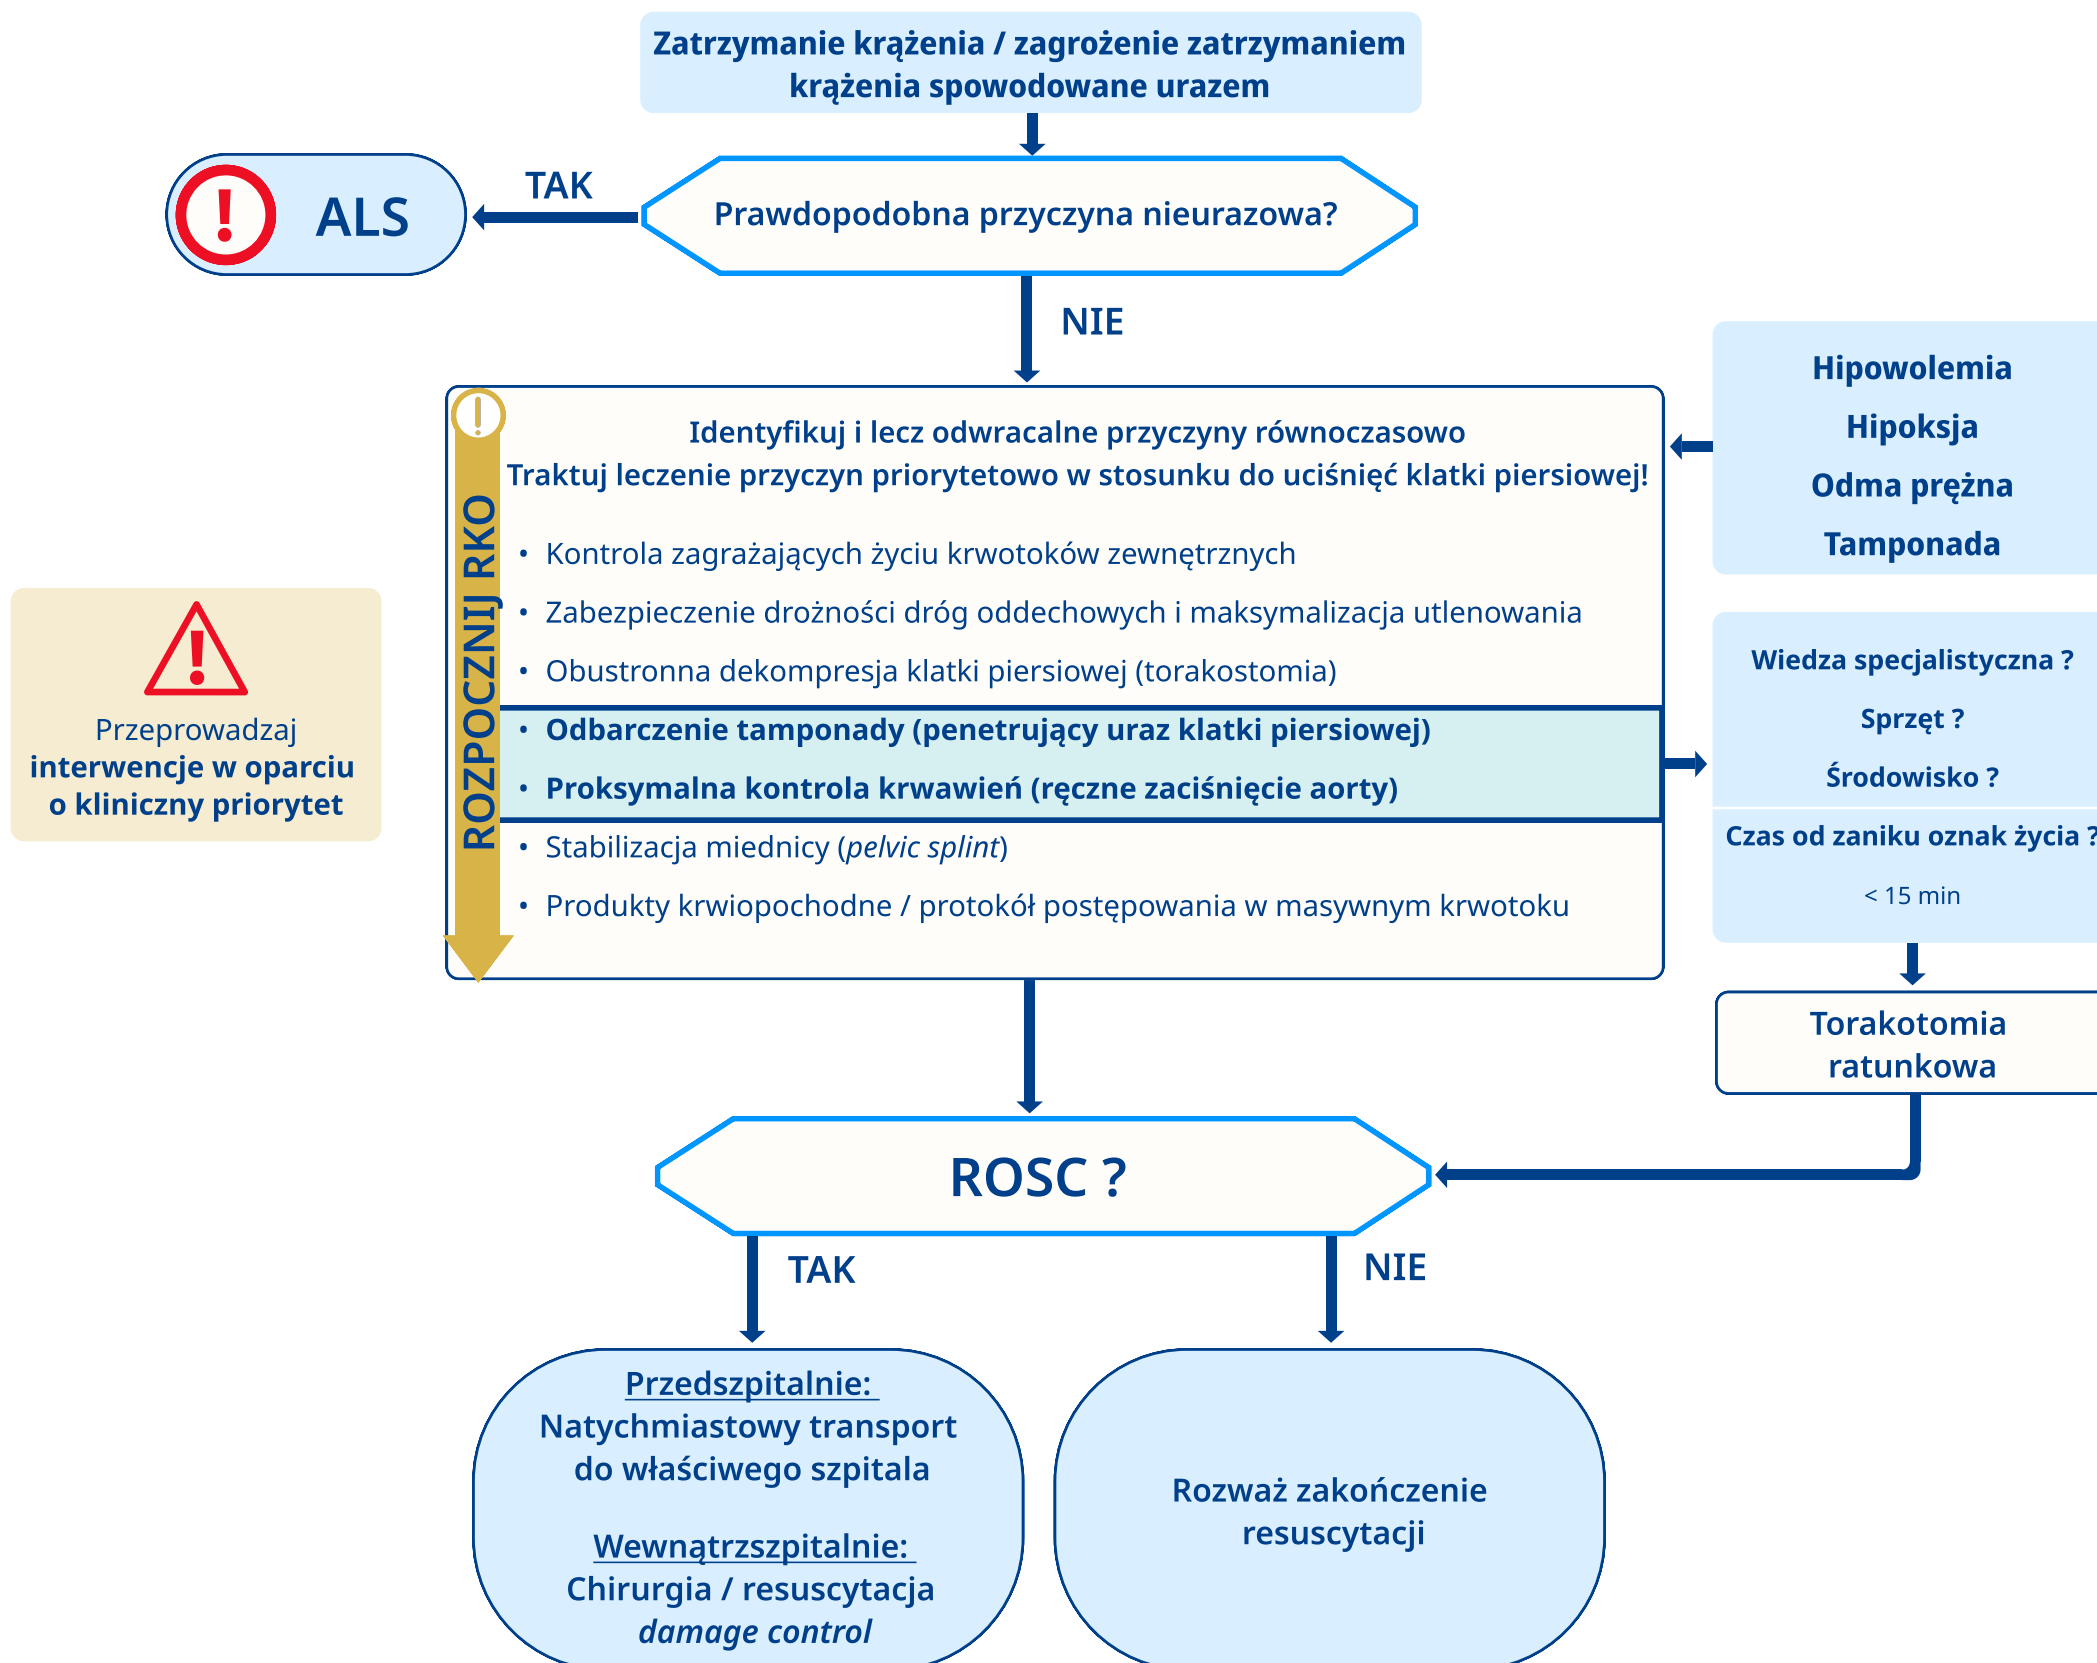 Zatrzymanie krążenia / zagrożenie zatrzymaniem
krążenia spowodowane urazem
ALS
TAK
Prawdopodobna przyczyna nieurazowa?
NIE
Hipowolemia
Hipoksja
Odma prężna
Tamponada
ROZPOCZNIJ RKO
Identyfikuj i lecz odwracalne przyczyny równoczasowo
Traktuj leczenie przyczyn priorytetowo w stosunku do uciśnięć klatki piersiowej!
• Kontrola zagrażających życiu krwotoków zewnętrznych
• Zabezpieczenie drożności dróg oddechowych i maksymalizacja utlenowania
• Obustronna dekompresja klatki piersiowej (torakostomia)
• Odbarczenie tamponady (penetrujący uraz klatki piersiowej)
• Proksymalna kontrola krwawień (ręczne zaciśnięcie aorty)
• Stabilizacja miednicy (pelvic splint)
• Produkty krwiopochodne / protokół postępowania w masywnym krwotoku
Przeprowadzaj
interwencje w oparciu
o kliniczny priorytet
Wiedza specjalistyczna ?
Sprzęt ?
Środowisko ?
Czas od zaniku oznak życia ?
< 15 min
Torakotomia
ratunkowa
ROSC ?
TAK
NIE
Przedszpitalnie:
Natychmiastowy transport
do właściwego szpitala
Wewnątrzszpitalnie:
Chirurgia / resuscytacja
damage control
Rozważ zakończenie
resuscytacji